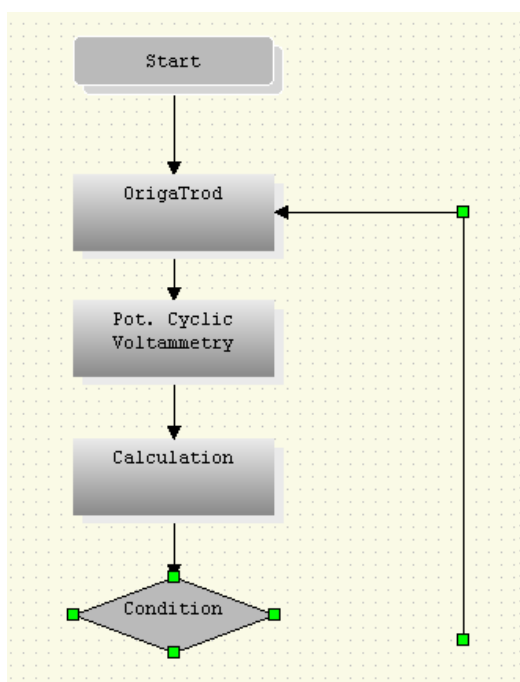 Start
OrigaTrod
Pot. Cyclic
Voltammetry
Calculation
Condition